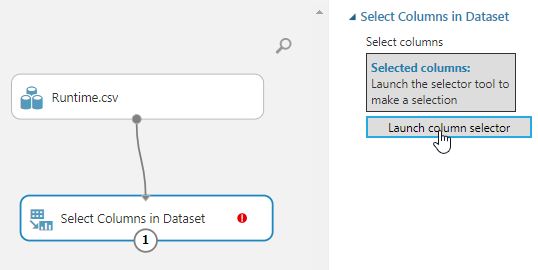 Runtime.csv
Select Columns in Dataset
1
Select Columns in Dataset
Select columns
Selected columns:
Launch the selector tool to
make a selection
Launch column selector